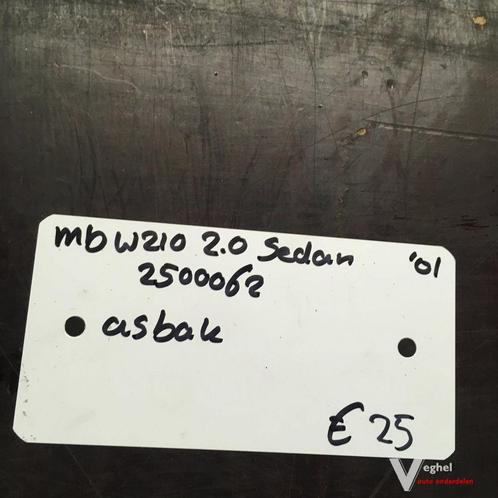 mb W210 2.0 Sedan '01
2500062
asbak
€ 25
Veghel
auto onderdelen